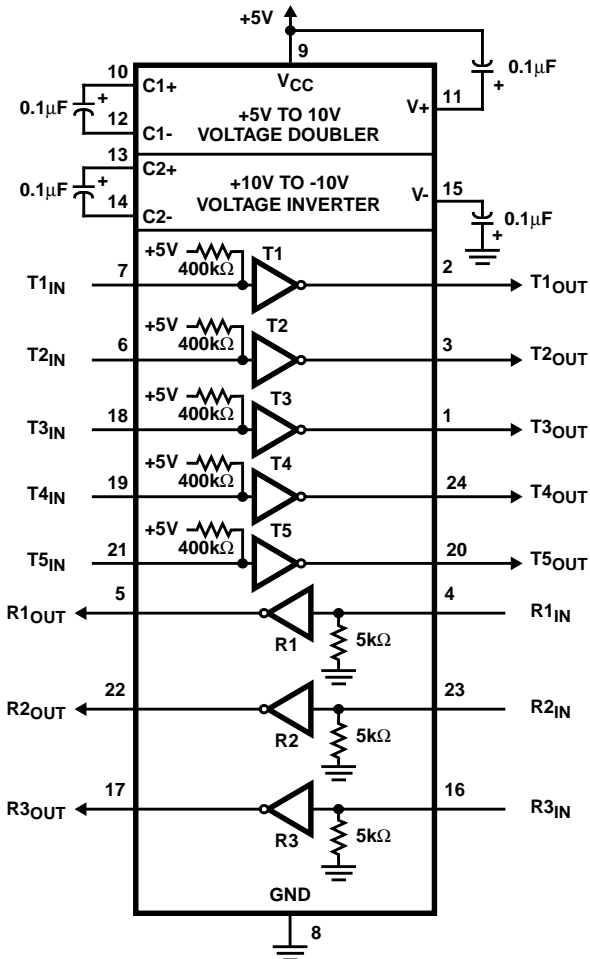 +5V
9
10
C1+
VCC
0.1μF
+
+
0.1μF
V+
11
+5V TO 10V
VOLTAGE DOUBLER
12
C1-
13
C2+
0.1μF
+
+10V TO -10V
VOLTAGE INVERTER
V-
15
14
C2-
0.1μF
+
+5V
400kΩ
T1
T1IN
7
2
T1OUT
+5V
400kΩ
T2
T2IN
6
3
T2OUT
+5V
400kΩ
T3
T3IN
18
1
T3OUT
+5V
400kΩ
T4
T4IN
19
24
T4OUT
+5V
400kΩ
T5
T5IN
21
20
T5OUT
R1OUT
5
4
R1IN
R1
5kΩ
R2OUT
22
23
R2IN
R2
5kΩ
R3OUT
17
16
R3IN
R3
5kΩ
GND
8